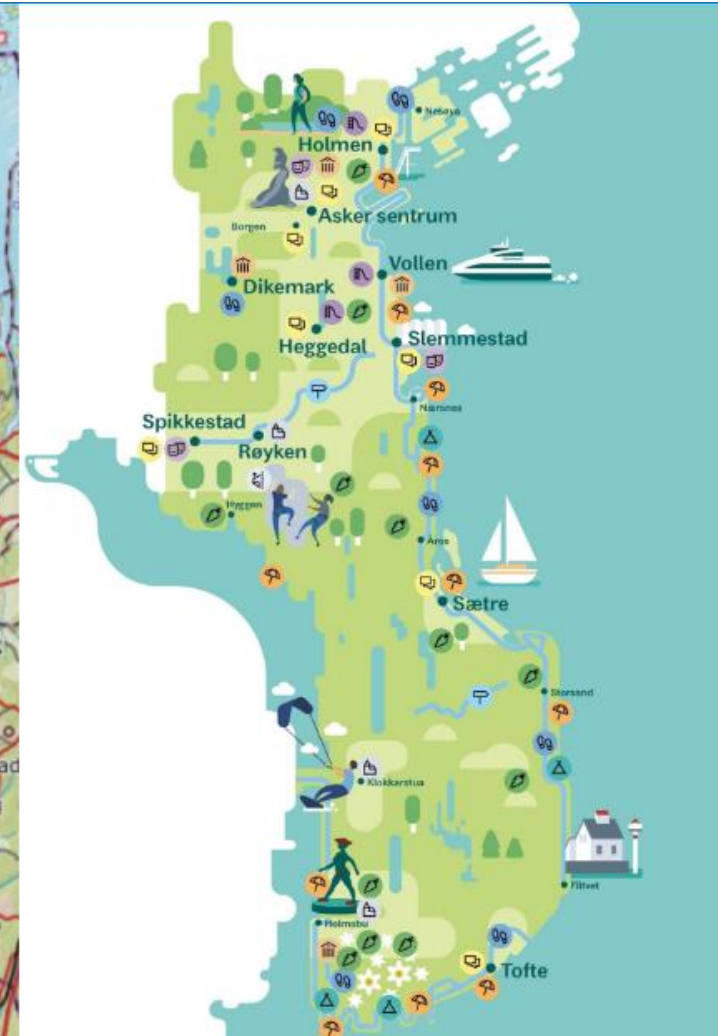 Nesøya
Holmen
Asker sentrum
Borgen
Vollen
Dikemark
Slemmestad
Heggedal
Nærsnes
Spikkestad
Røyken
Hyggen
Åros
Sætre
Storsand
Klokkarstua
Filtvet
Holmsbu
Tofte
ad